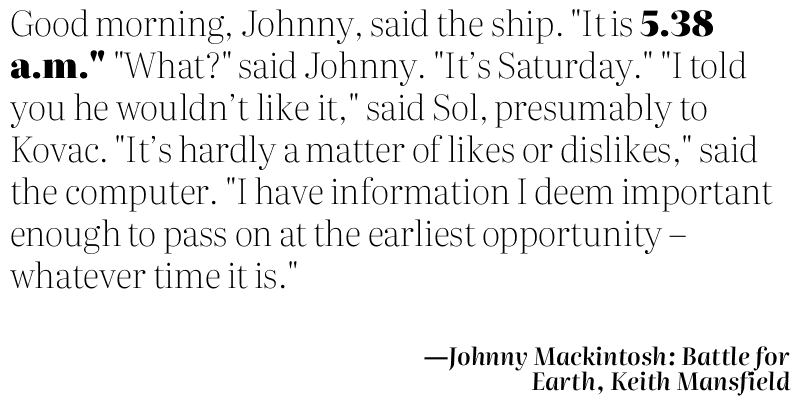 Good morning, Johnny, said the ship. "It is 5.38
a.m." "What?" said Johnny. "It’s Saturday." "I told
you he wouldn’t like it," said Sol, presumably to
Kovac. "It’s hardly a matter of likes or dislikes," said
the computer. "I have information I deem important
enough to pass on at the earliest opportunity –
whatever time it is."
—Johnny Mackintosh: Battle for
Earth, Keith Mansfield